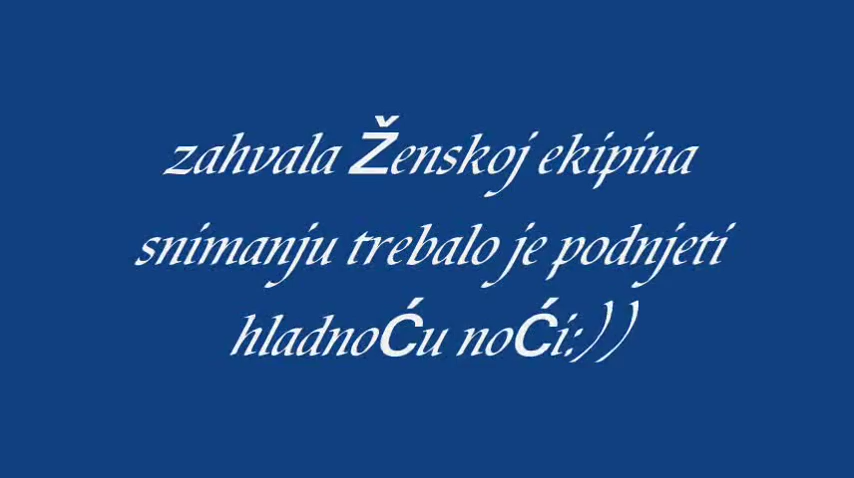 zahvala Ženskoj ekipina
snimanju trebalo je podnjeti
hladnoĆu noĆi:))